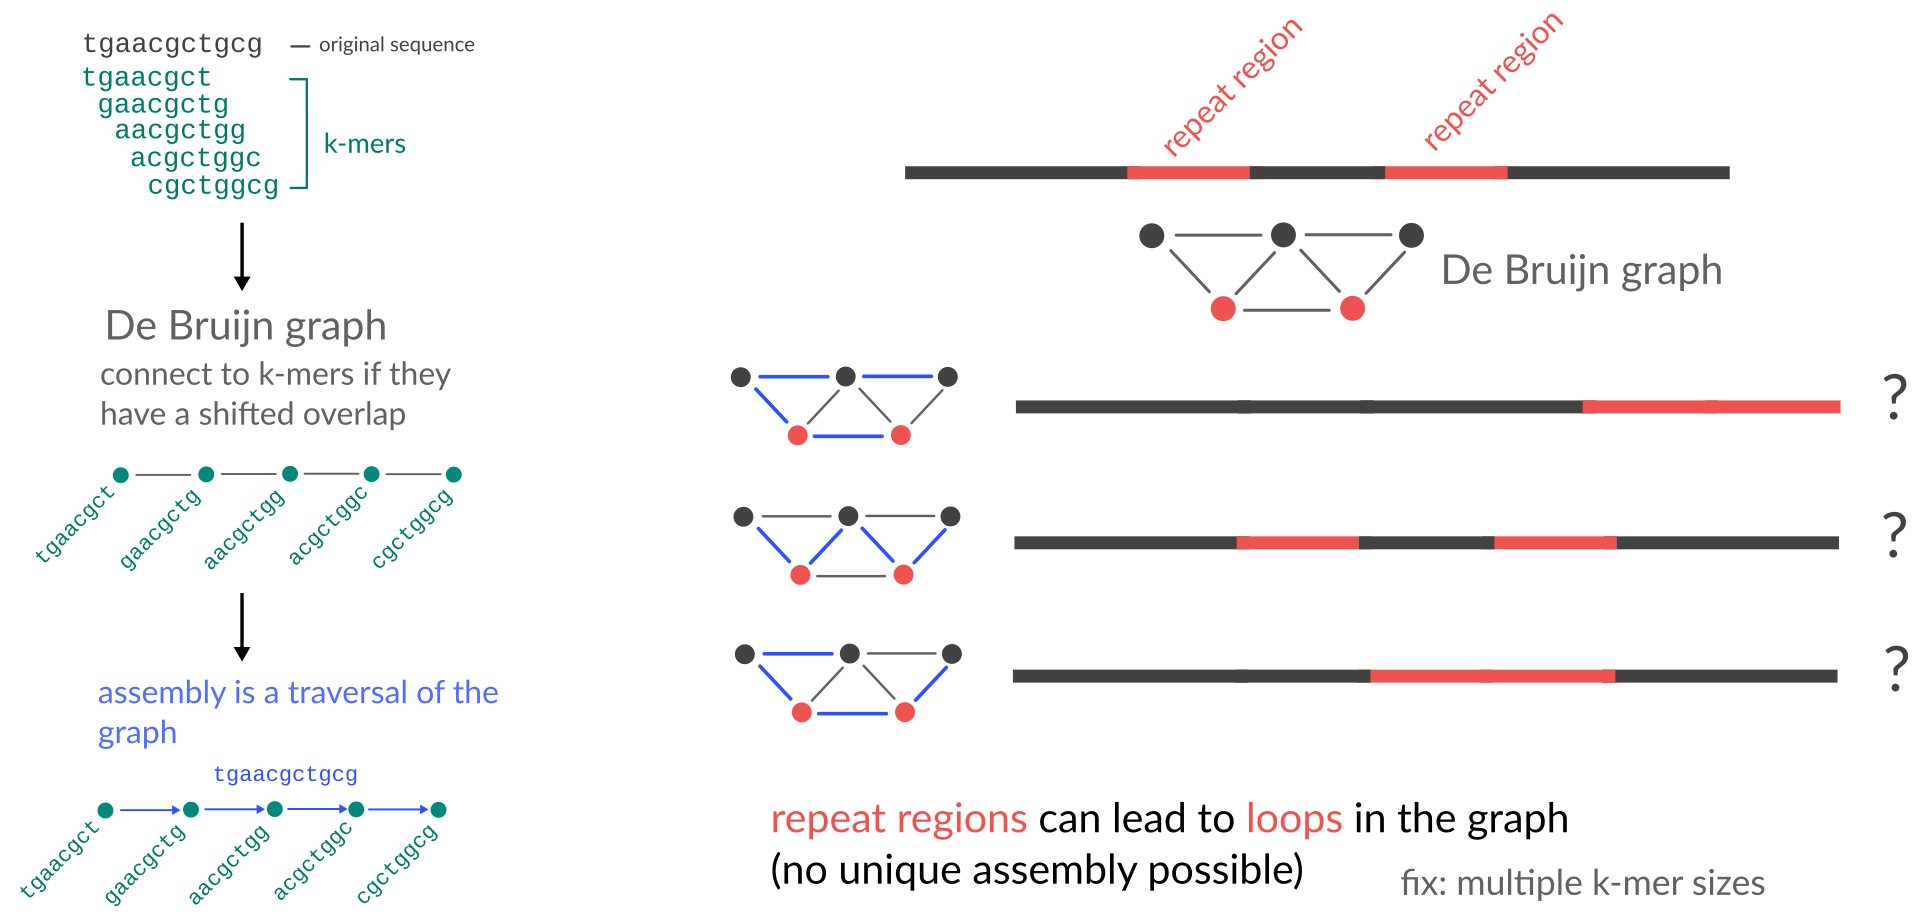 tgaacgctgcg
original sequence
tgaacgct
gaacgctg
aacgctgg
acgctggc
cgctggcg
k-mers
De Bruijn graph
connect to k-mers if they
have a shifted overlap
tgaacgct
gaacgctg
aacgctgg
acgctggc
cgctggcg
assembly is a traversal of the
graph
tgaacgctgcg
tgaacgct
gaacgctg
aacgctgg
acgctggc
cgctggcg
repeat region
repeat region
De Bruijn graph
?
?
?
repeat regions can lead to loops in the graph
(no unique assembly possible)
fix: multiple k-mer sizes